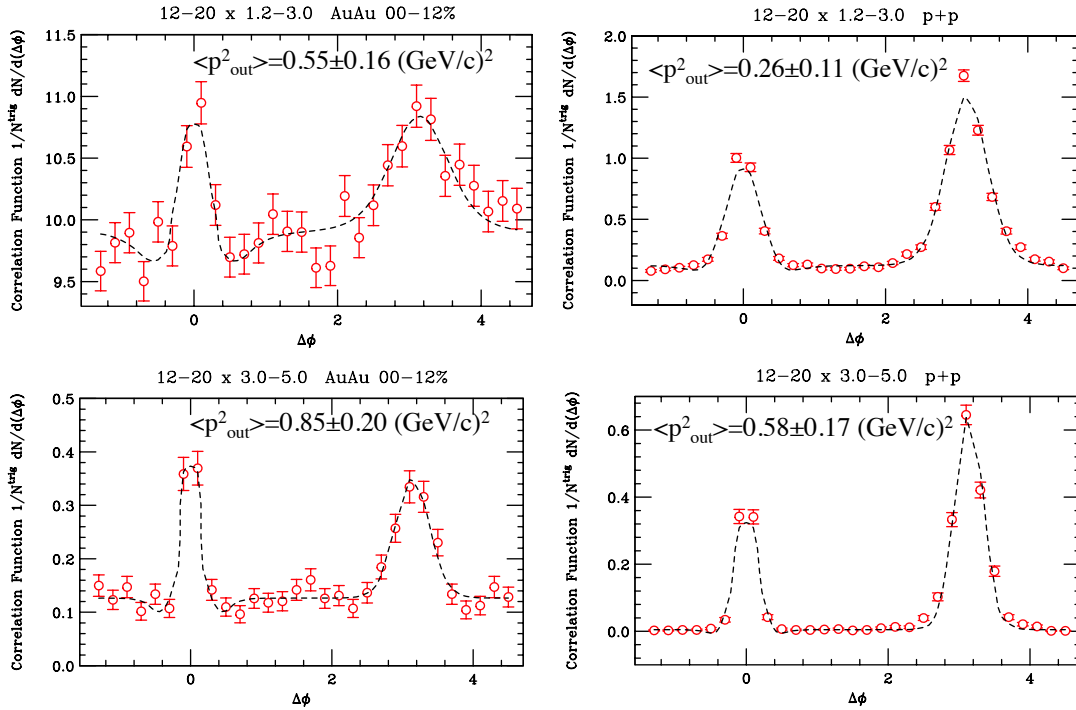 12−20 x 1.2−3.0 AuAu 00−12%
<p²out>=0.55±0.16 (GeV/c)²
Correlation Function 1/Nᵗʳⁱᵍ dN/d(Δϕ)
11.5
11.0
10.5
10.0
9.5
0
2
4
Δϕ
12−20 x 1.2−3.0 p+p
<p²out>=0.26±0.11 (GeV/c)²
Correlation Function 1/Nᵗʳⁱᵍ dN/d(Δϕ)
2.0
1.5
1.0
0.5
0.0
0
2
4
Δϕ
12−20 x 3.0−5.0 AuAu 00−12%
<p²out>=0.85±0.20 (GeV/c)²
Correlation Function 1/Nᵗʳⁱᵍ dN/d(Δϕ)
0.5
0.4
0.3
0.2
0.1
0.0
0
2
4
Δϕ
12−20 x 3.0−5.0 p+p
<p²out>=0.58±0.17 (GeV/c)²
Correlation Function 1/Nᵗʳⁱᵍ dN/d(Δϕ)
0.6
0.4
0.2
0.0
0
2
4
Δϕ